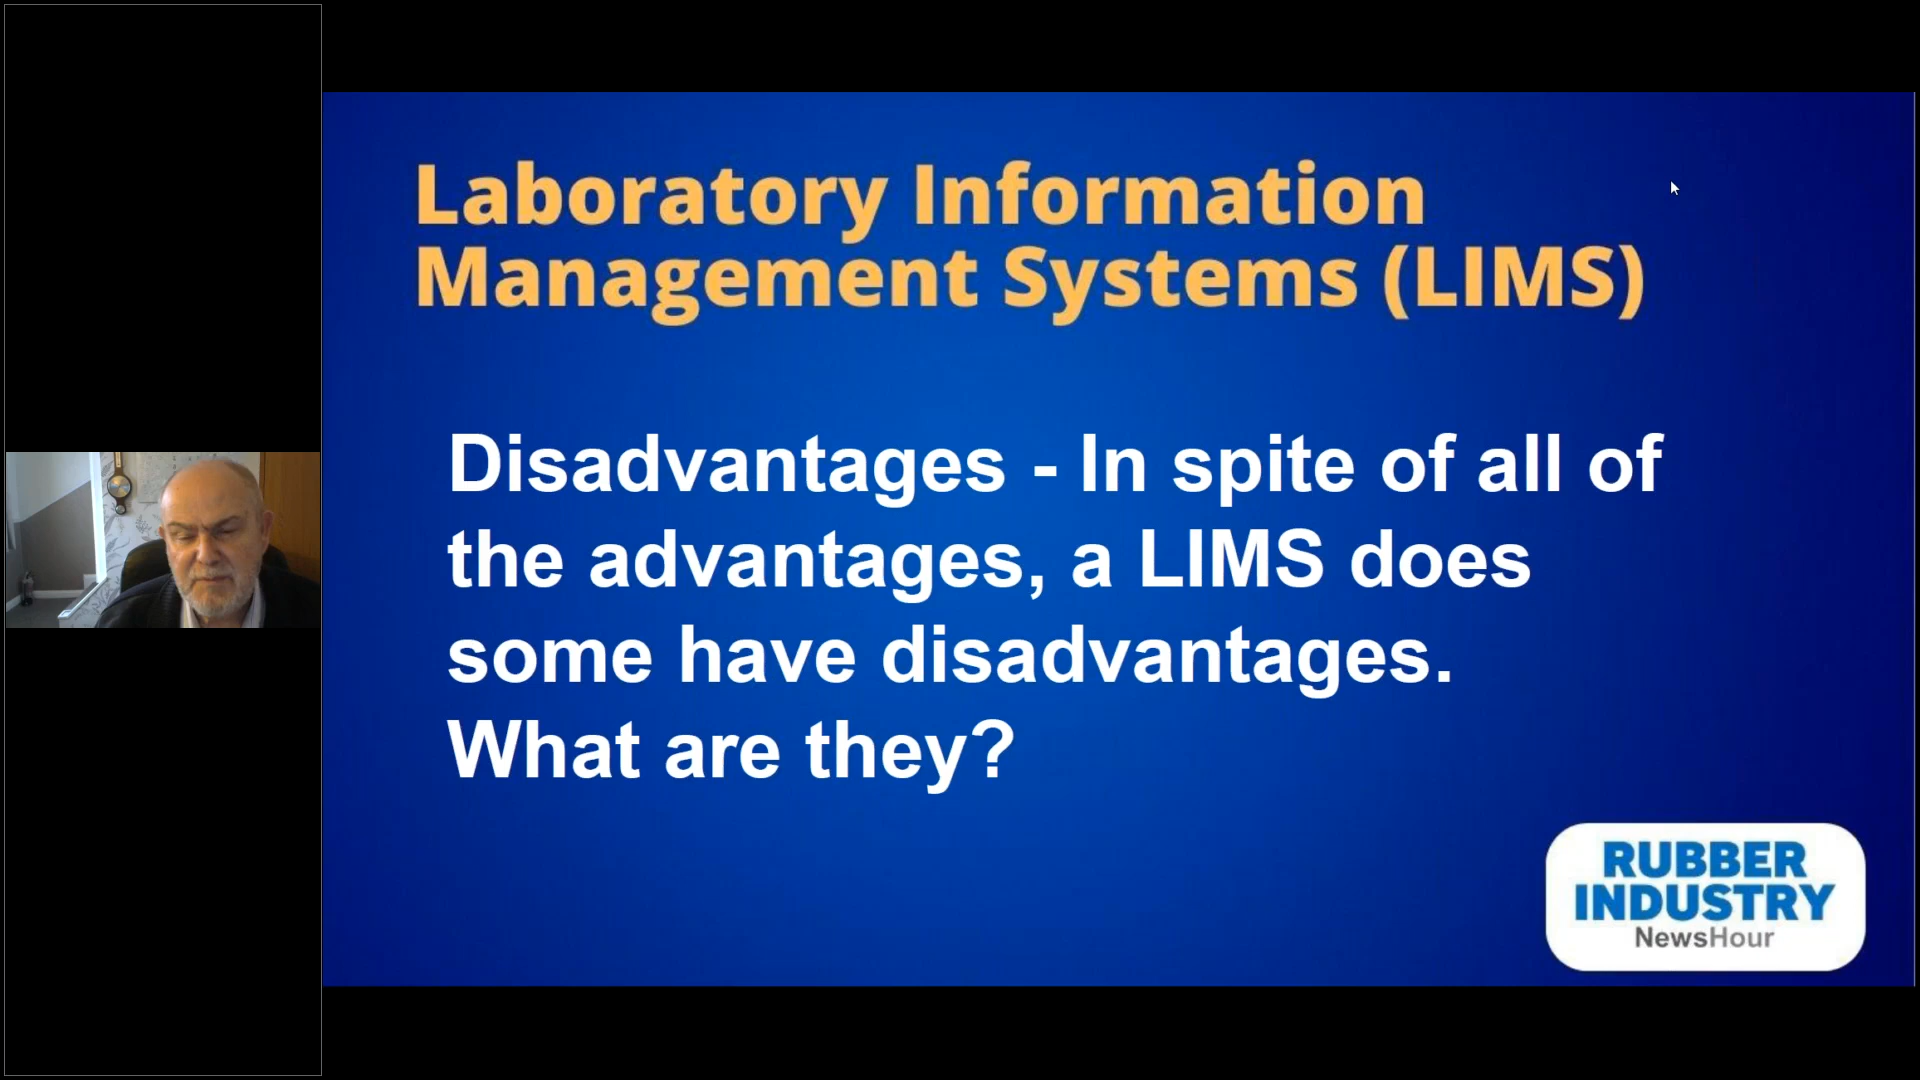 Laboratory Information
Management Systems (LIMS)
Disadvantages - In spite of all of
the advantages, a LIMS does
some have disadvantages.
What are they?
RUBBER
INDUSTRY
NewsHour